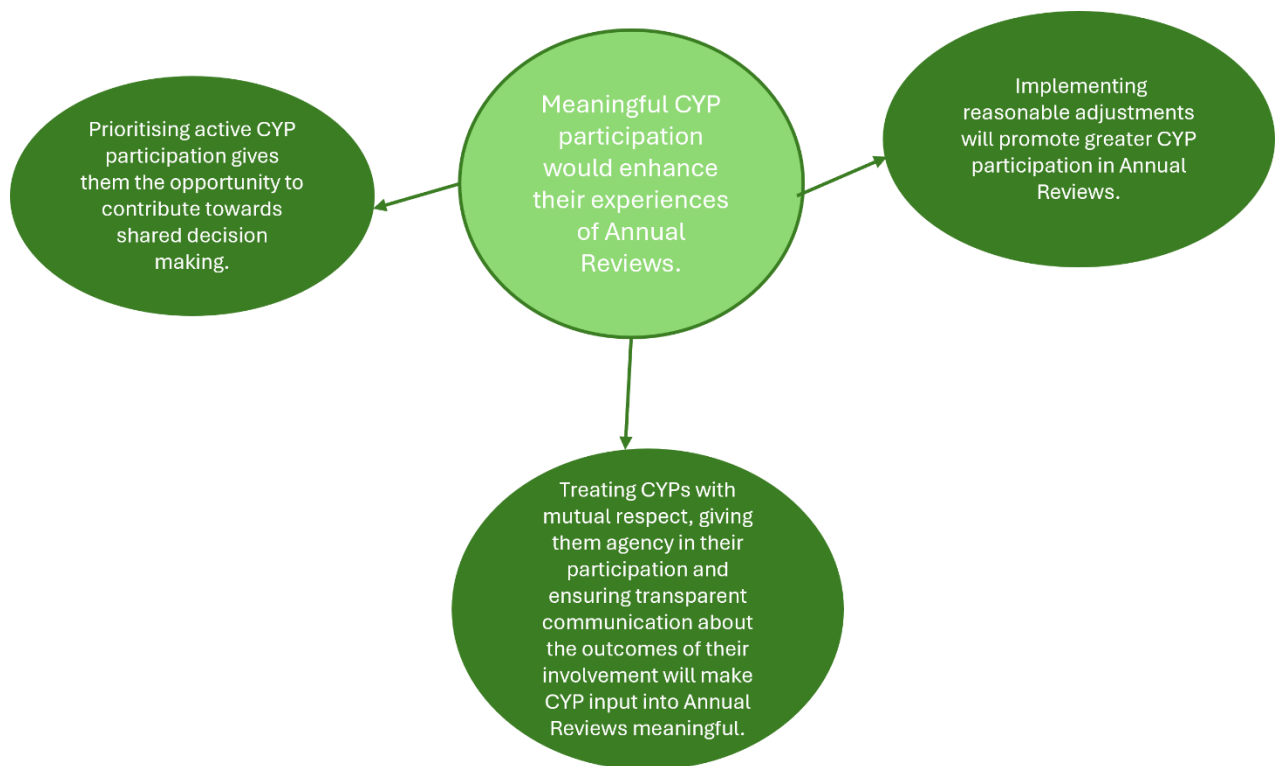 Prioritising active CYP
participation gives
them the opportunity to
contribute towards
shared decision
making.
Meaningful CYP
participation
would enhance
their experiences
of Annual
Reviews.
Implementing
reasonable adjustments
will promote greater CYP
participation in Annual
Reviews.
Treating CYPs with
mutual respect, giving
them agency in their
participation and
ensuring transparent
communication about
the outcomes of their
involvement will make
CYP input into Annual
Reviews meaningful.